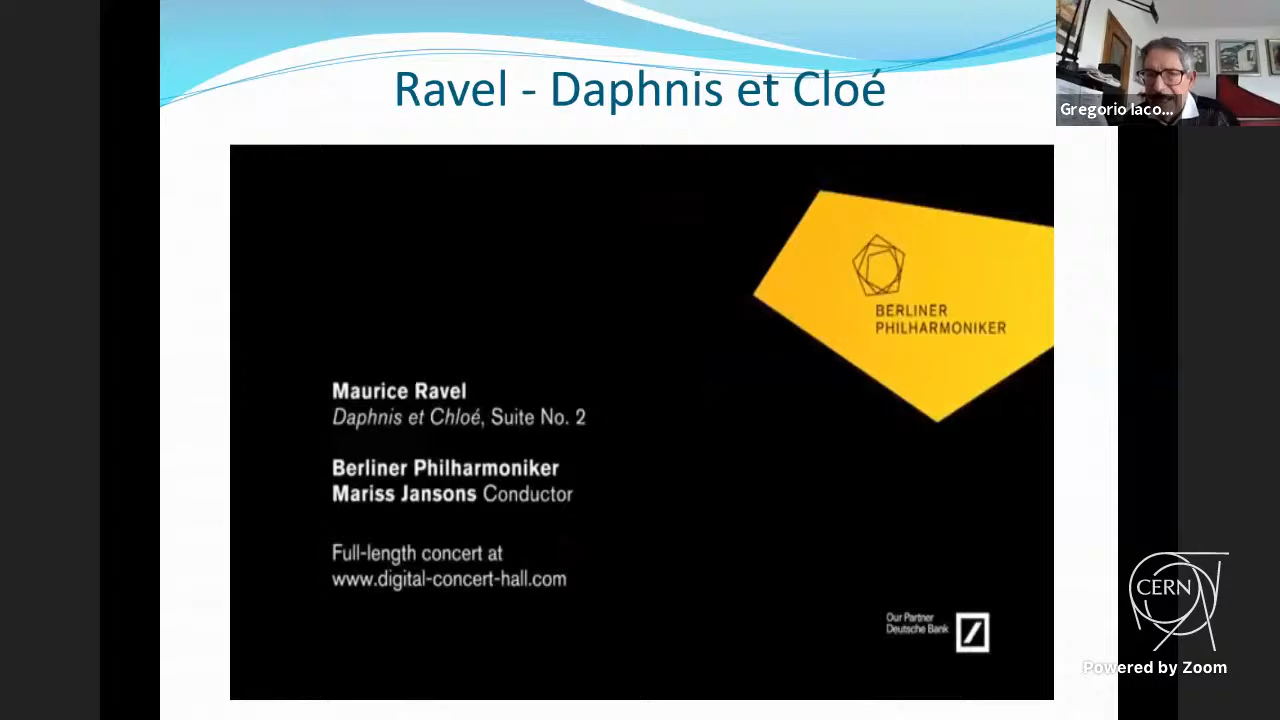 Ravel - Daphnis et Cloé
Gregorio Iaco...
BERLINER
PHILHARMONIKER
Maurice Ravel
Daphnis et Chloé, Suite No. 2
Berliner Philharmoniker
Mariss Jansons Conductor
Full-length concert at
www.digital-concert-hall.com
Our Partner
Deutsche Bank
CERN
Powered by Zoom